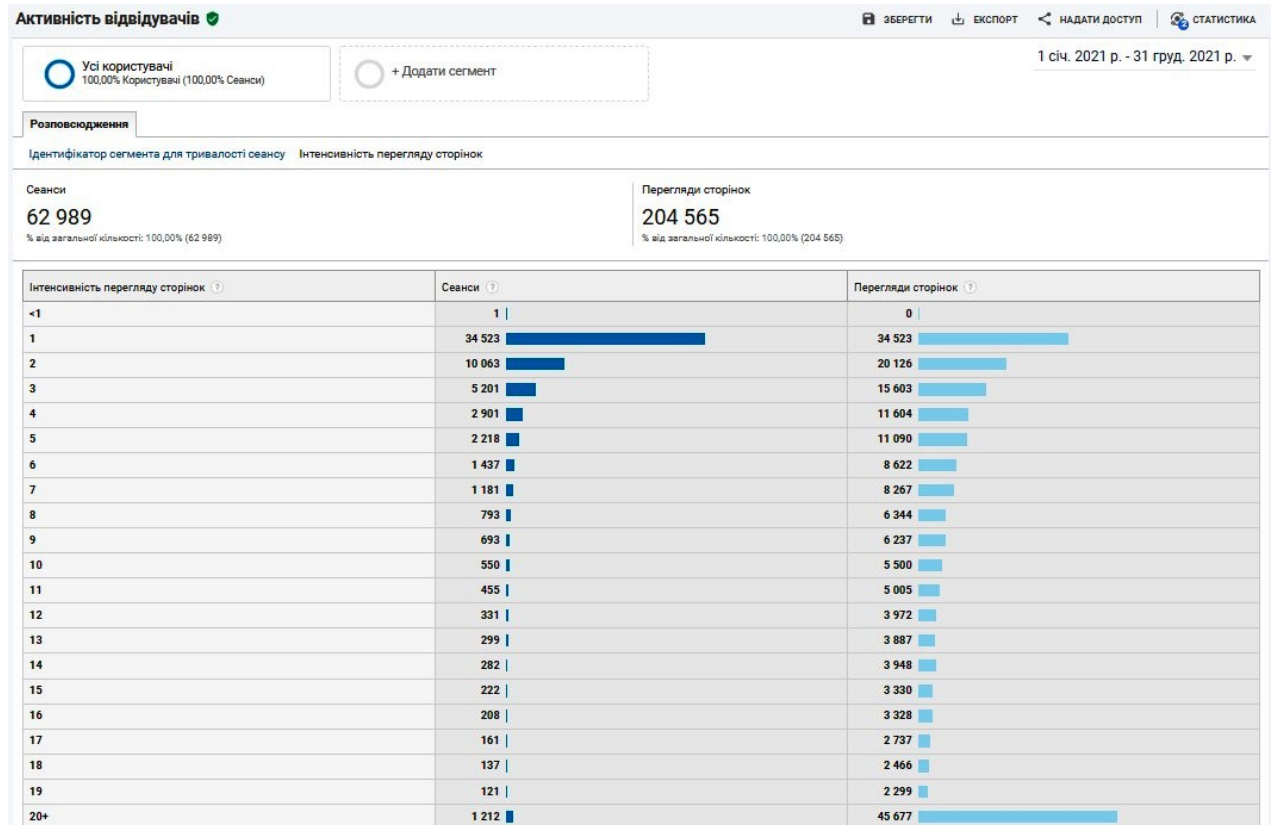 Активність відвідувачів
ЗБЕРЕГТИ ЕКСПОРТ НАДАТИ ДОСТУП 2 СТАТИСТИКА
Усі користувачі
100,00% Користувачі (100,00% Сеанси)
+ Додати сегмент
1 січ. 2021 р. - 31 груд. 2021 р.
Розповсюдження
Ідентифікатор сегмента для тривалості сеансу Інтенсивність перегляду сторінок
Сеанси Перегляди сторінок
62 989 204 565
% від загальної кількості: 100,00% (62 989) % від загальної кількості: 100,00% (204 565)
Інтенсивність перегляду сторінок ? Сеанси ? Перегляди сторінок ?
<1 1 0
1 34 523 34 523
2 10 063 20 126
3 5 201 15 603
4 2 901 11 604
5 2 218 11 090
6 1 437 8 622
7 1 181 8 267
8 793 6 344
9 693 6 237
10 550 5 500
11 455 5 005
12 331 3 972
13 299 3 887
14 282 3 948
15 222 3 330
16 208 3 328
17 161 2 737
18 137 2 466
19 121 2 299
20+ 1 212 45 677